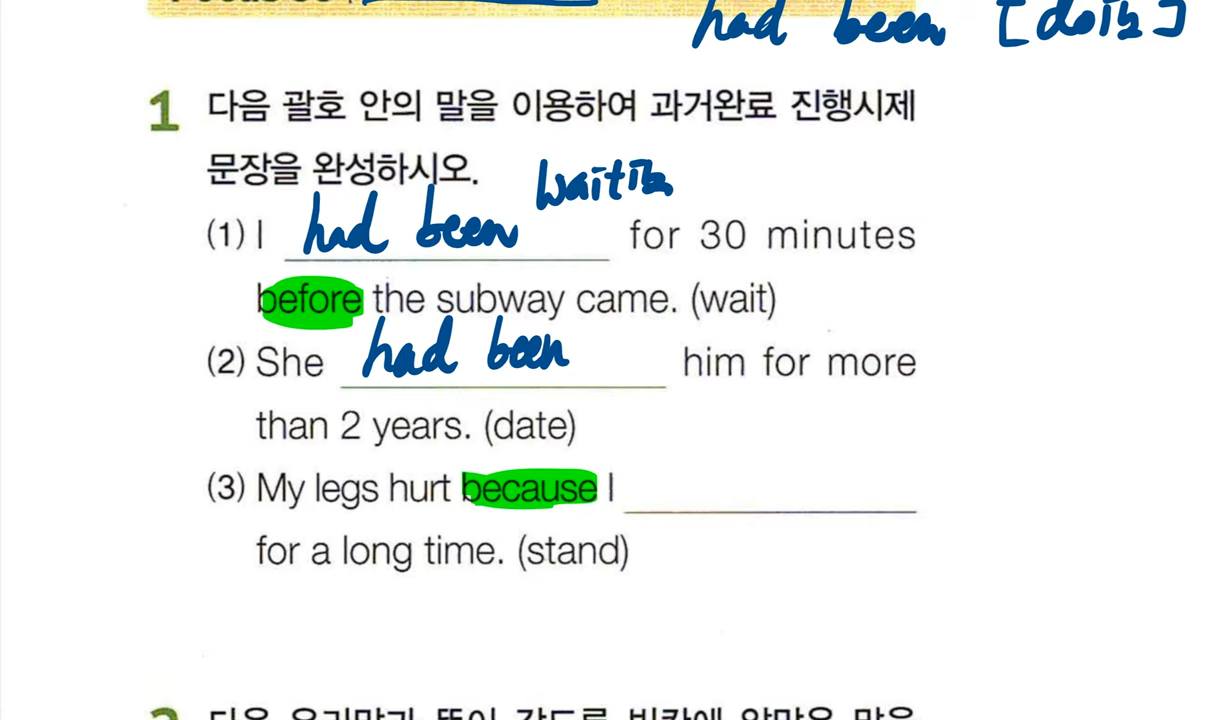 had been [doing]
1 다음 괄호 안의 말을 이용하여 과거완료 진행시제
문장을 완성하시오.
waiting
(1) I had been for 30 minutes
before the subway came. (wait)
(2) She had been him for more
than 2 years. (date)
(3) My legs hurt because I
for a long time. (stand)